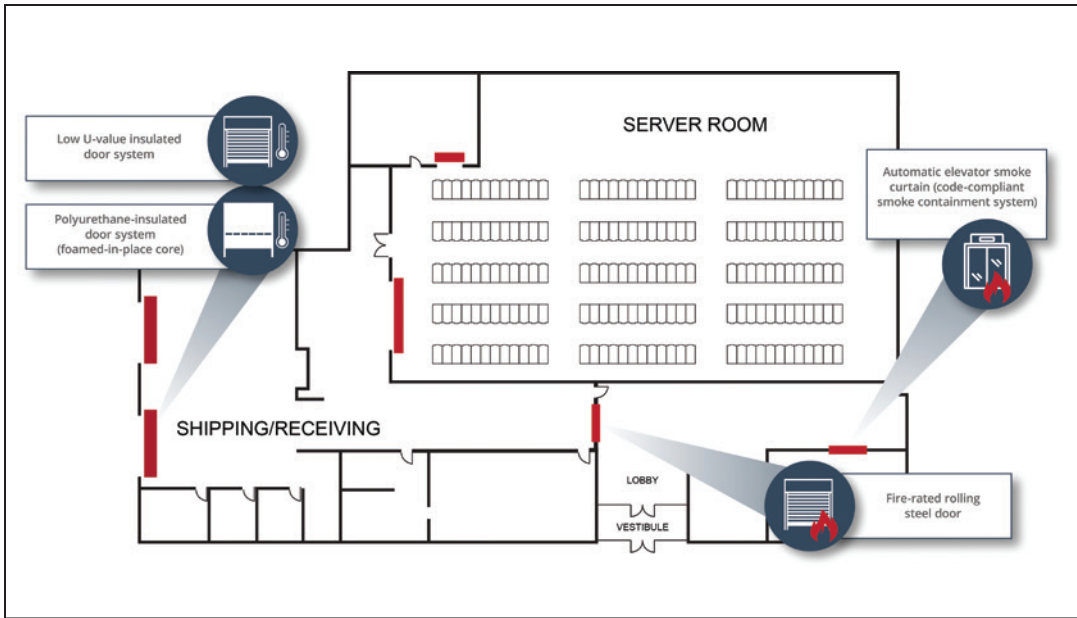 SERVER ROOM
Low U-value insulated
door system
Automatic elevator smoke
curtain (code-compliant
smoke containment system)
Polyurethane-insulated
door system
(foamed-in-place core)
SHIPPING/RECEIVING
LOBBY
VESTIBULE
Fire-rated rolling
steel door